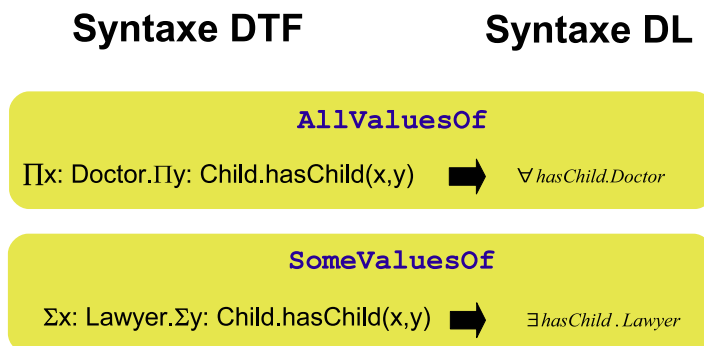 Syntaxe DTF Syntaxe DL
AllValuesOf
∏x: Doctor.Πy: Child.hasChild(x,y) ∀ hasChild.Doctor
SomeValuesOf
Σx: Lawyer.Σy: Child.hasChild(x,y) ∃ hasChild . Lawyer